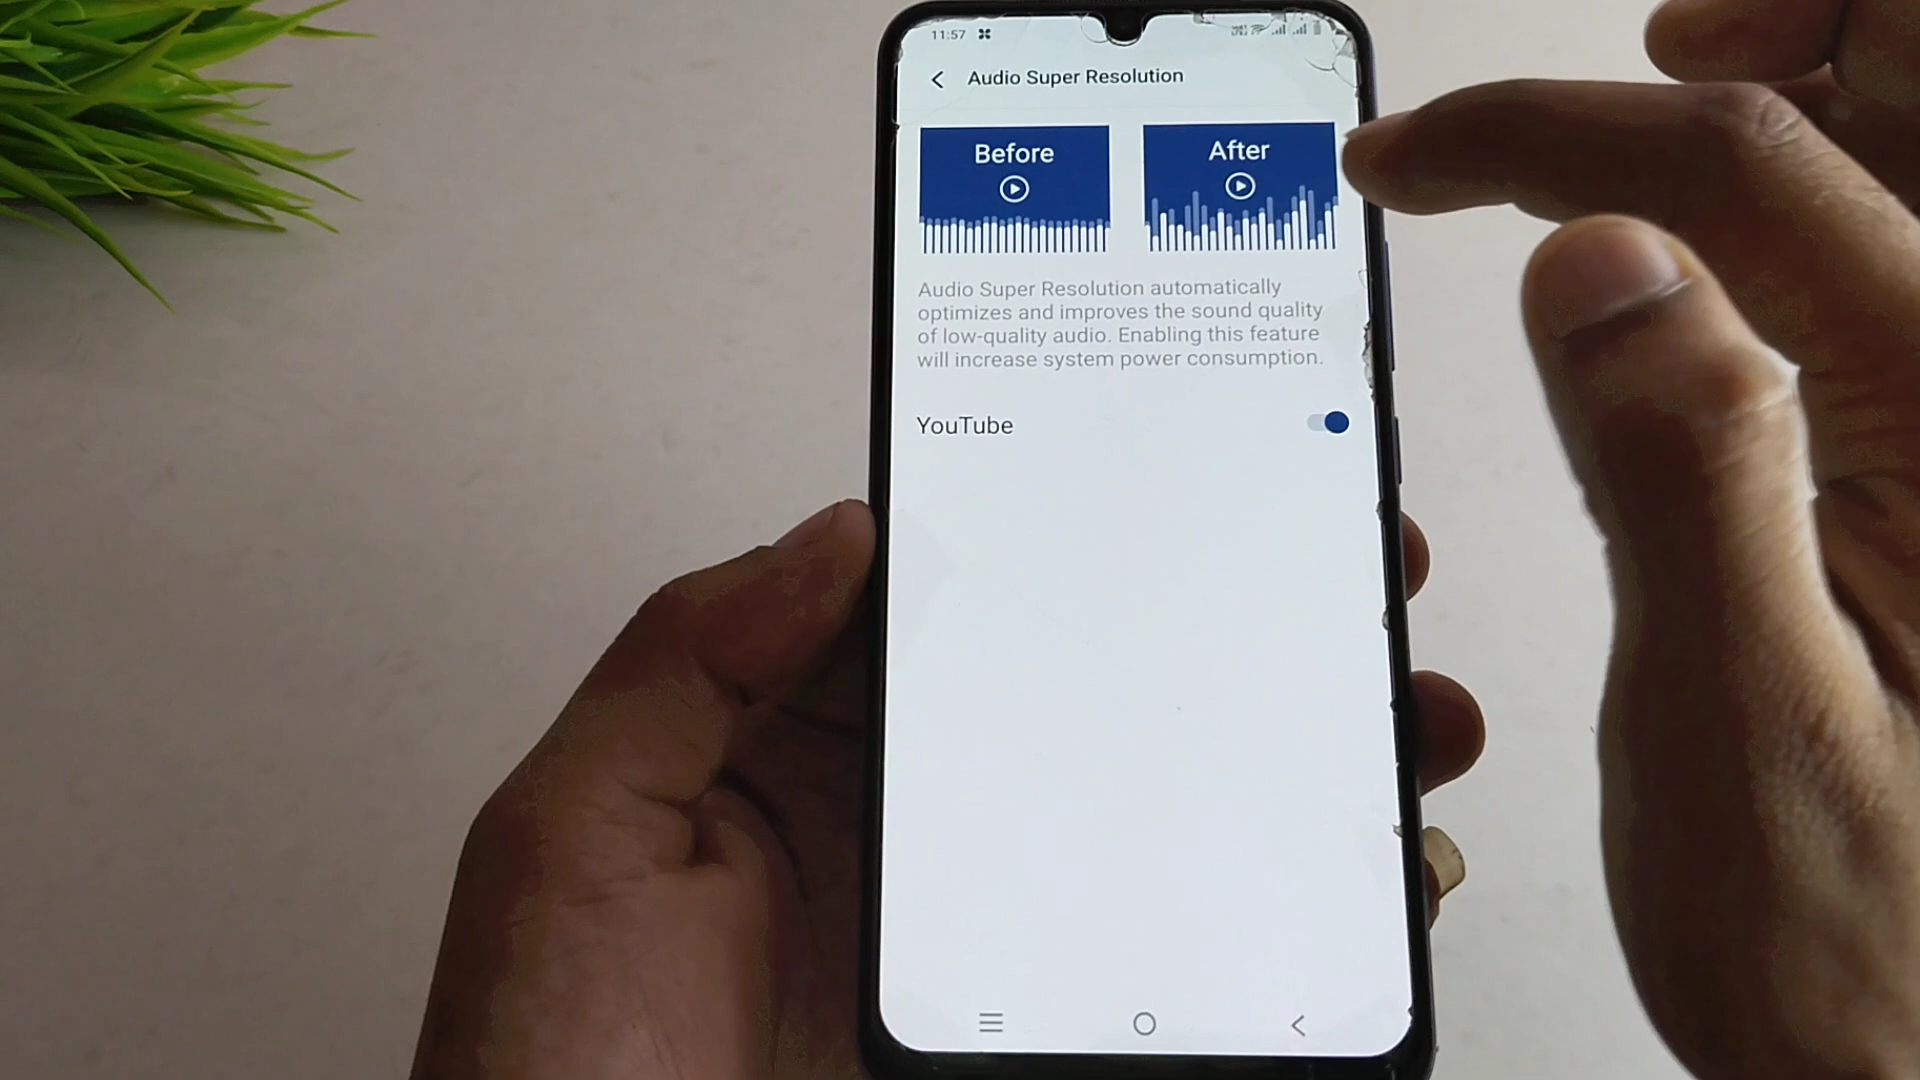 11:57
Audio Super Resolution
Before
After
Audio Super Resolution automatically
optimizes and improves the sound quality
of low-quality audio. Enabling this feature
will increase system power consumption.
YouTube